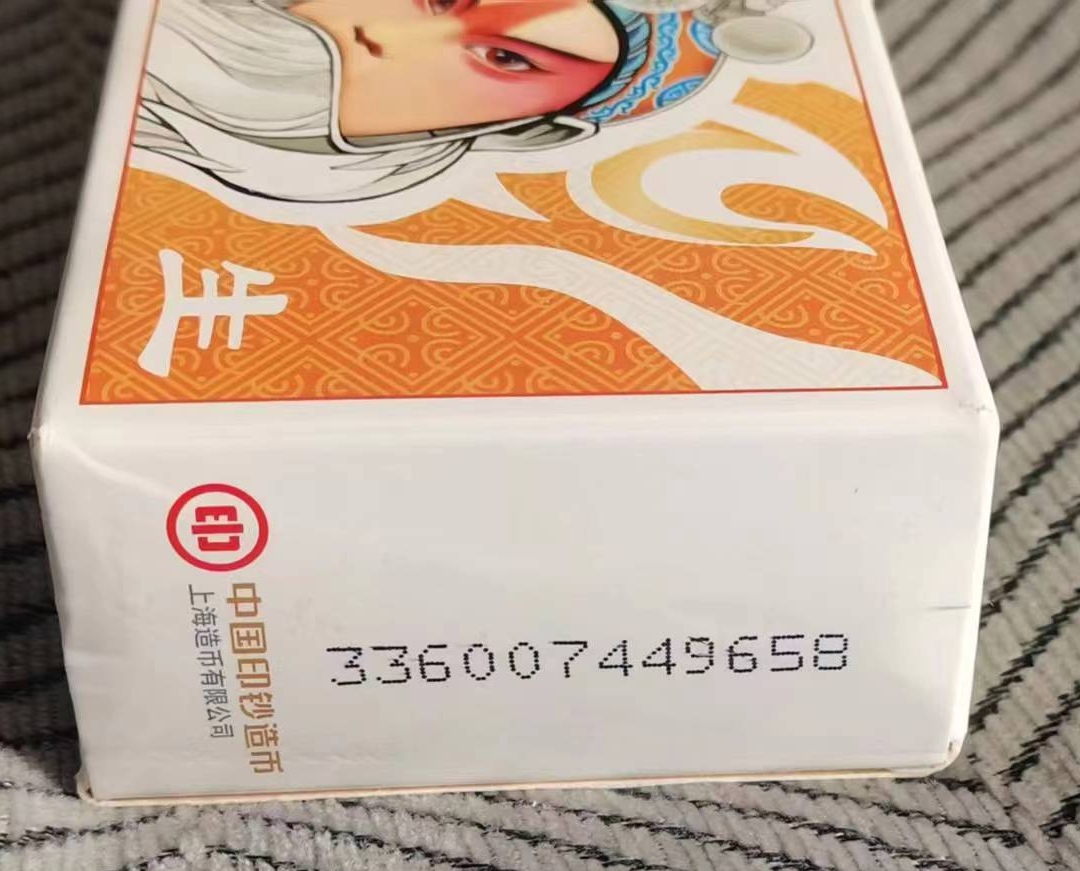 生
印
中国印钞造币
上海造币有限公司
336007449658